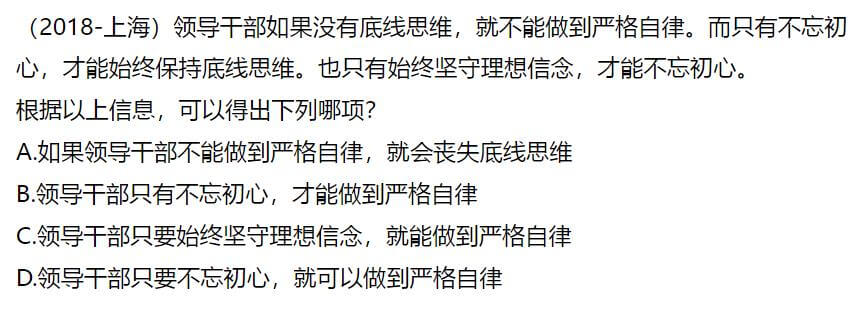 （2018-上海）领导干部如果没有底线思维，就不能做到严格自律。而只有不忘初
心，才能始终保持底线思维。也只有始终坚守理想信念，才能不忘初心。
根据以上信息，可以得出下列哪项？
A.如果领导干部不能做到严格自律，就会丧失底线思维
B.领导干部只有不忘初心，才能做到严格自律
C.领导干部只要始终坚守理想信念，就能做到严格自律
D.领导干部只要不忘初心，就可以做到严格自律